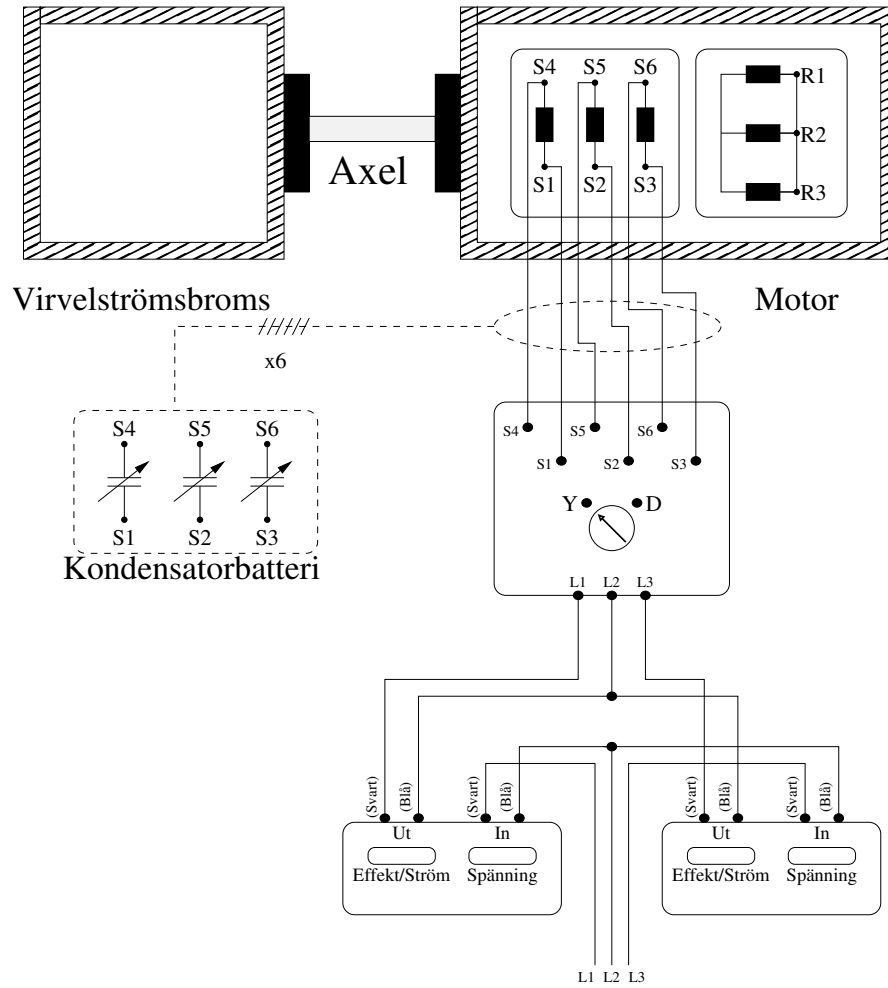 S4 S5 S6
R1
R2
S1 S2 S3
R3
Axel
Virvelströmsbroms
Motor
x6
S4 S5 S6
S1 S2 S3
Kondensatorbatteri
S4 S5 S6
S1 S2 S3
Y D
L1 L2 L3
(Svart) (Blå) (Svart) (Blå) (Svart) (Blå) (Svart) (Blå)
Ut In Ut In
Effekt/Ström Spänning Effekt/Ström Spänning
L1 L2 L3